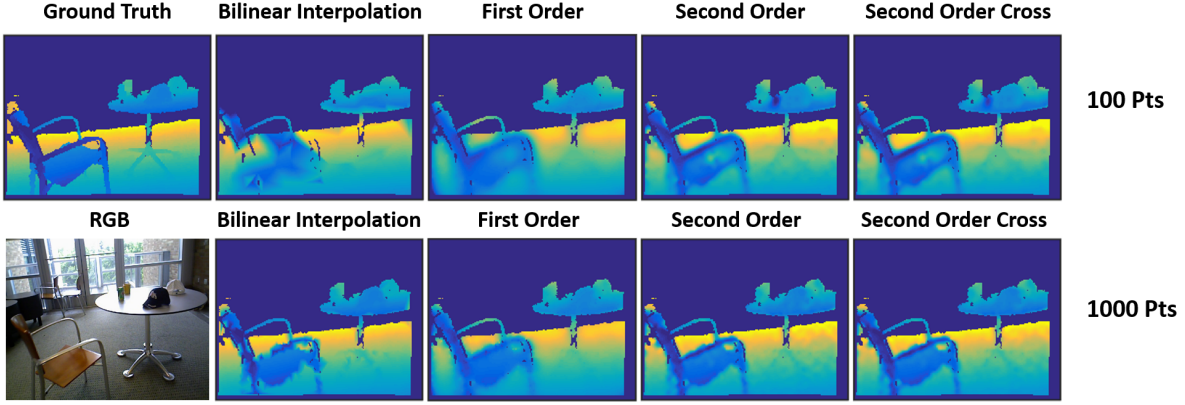 Ground Truth
Bilinear Interpolation
First Order
Second Order
Second Order Cross
100 Pts
RGB
Bilinear Interpolation
First Order
Second Order
Second Order Cross
1000 Pts